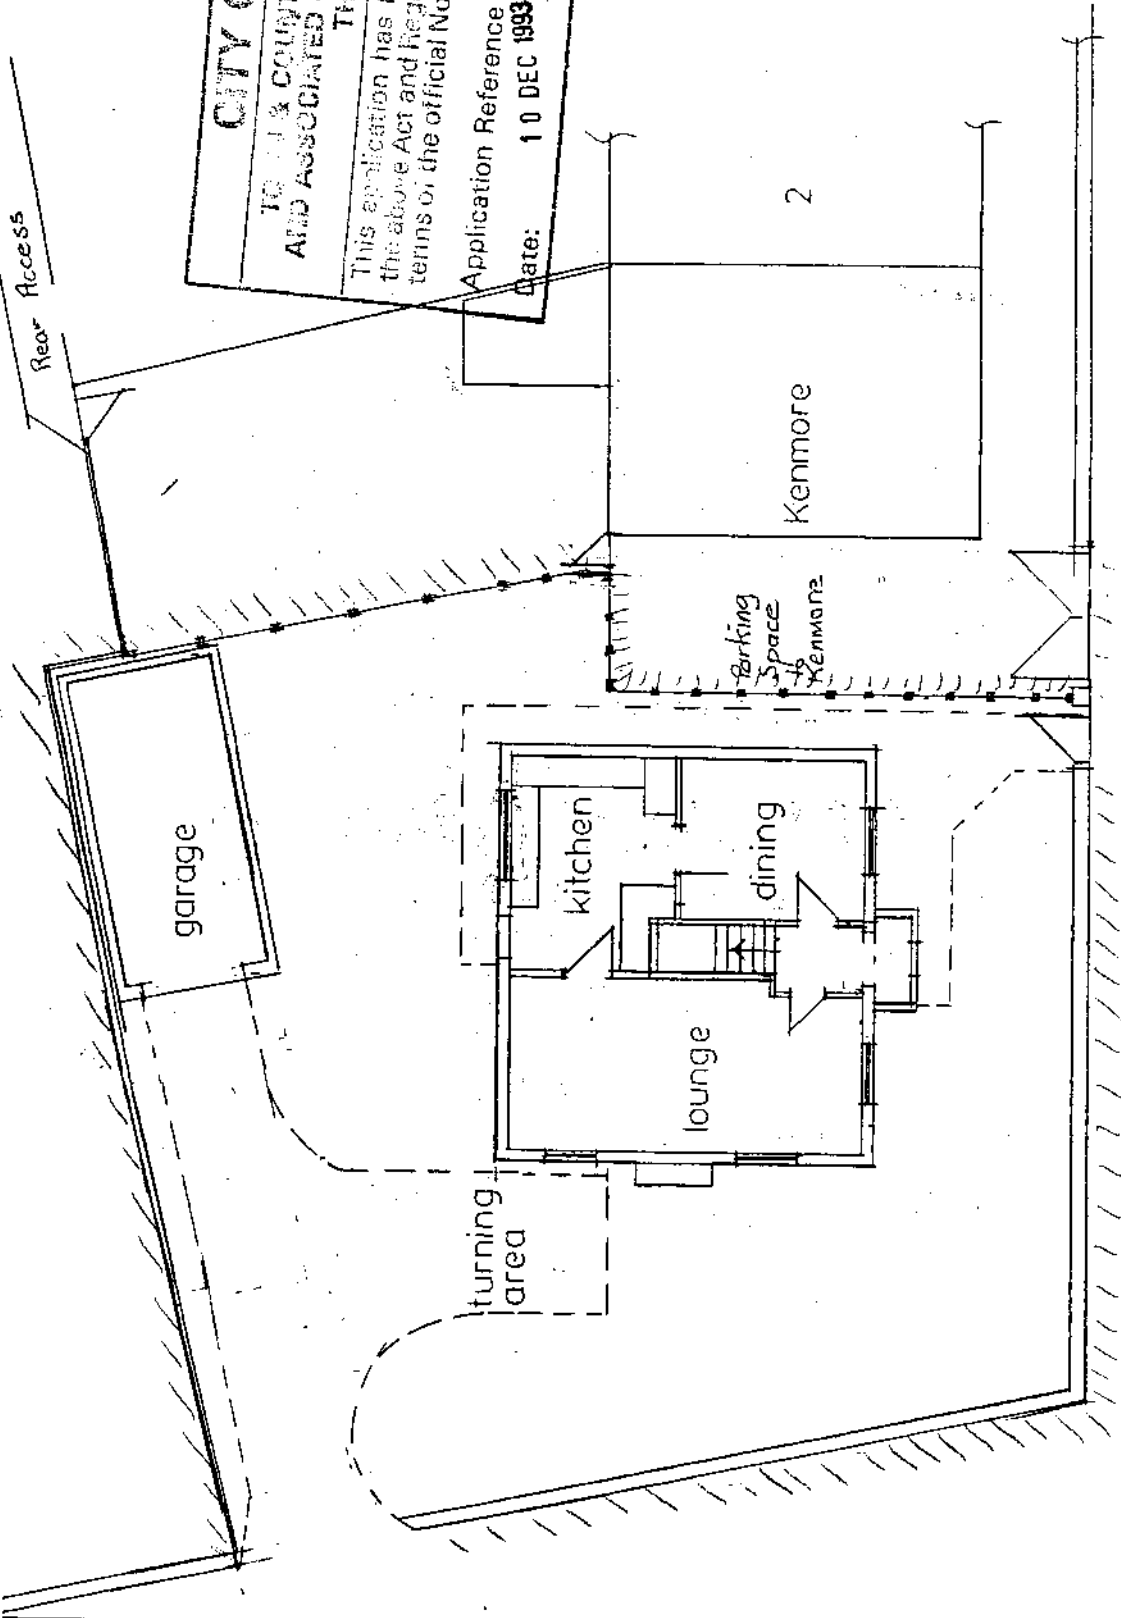 Rear Access
CITY
& COUNT
AND ASSOCIATED
This application has
the above Act and Reg
terms of the official No
Application Reference
Date: 10 DEC 1993
2
Kenmore
Parking
Space
to
Kenmore
garage
kitchen
dining
lounge
turning
area